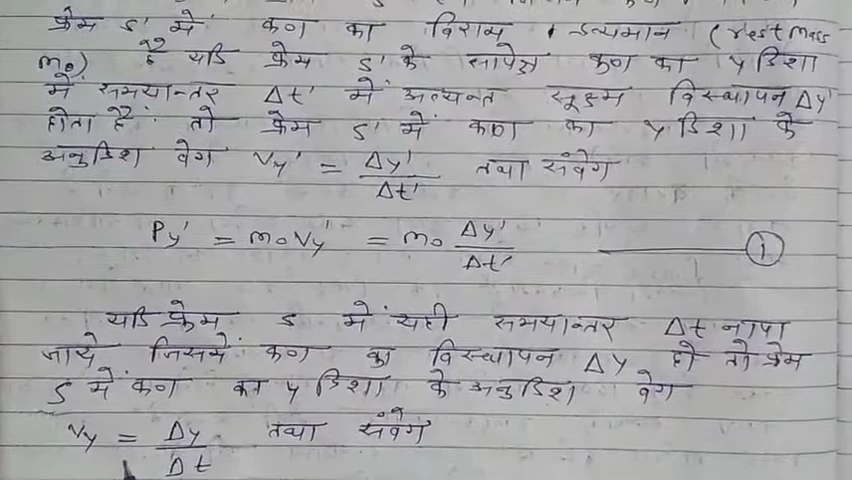 फ्रेम S' में कण का विराम द्रव्यमान (rest mass
m₀) है यदि फ्रेम S' के सापेक्ष कण का y दिशा
में समयान्तर Δt' में अत्यन्त सूक्ष्म विस्थापन Δy'
होता है तो फ्रेम S' में कण का y दिशा के
अनुदिश वेग Vy' = Δy'/Δt' तथा संवेग
Py' = m₀Vy' = m₀ Δy'/Δt' ——— ①
यदि फ्रेम S में यही समयान्तर Δt नापा
जाये जिसमें कण का विस्थापन Δy हो तो फ्रेम
S में कण का y दिशा के अनुदिश वेग
Vy = Δy/Δt तथा संवेग